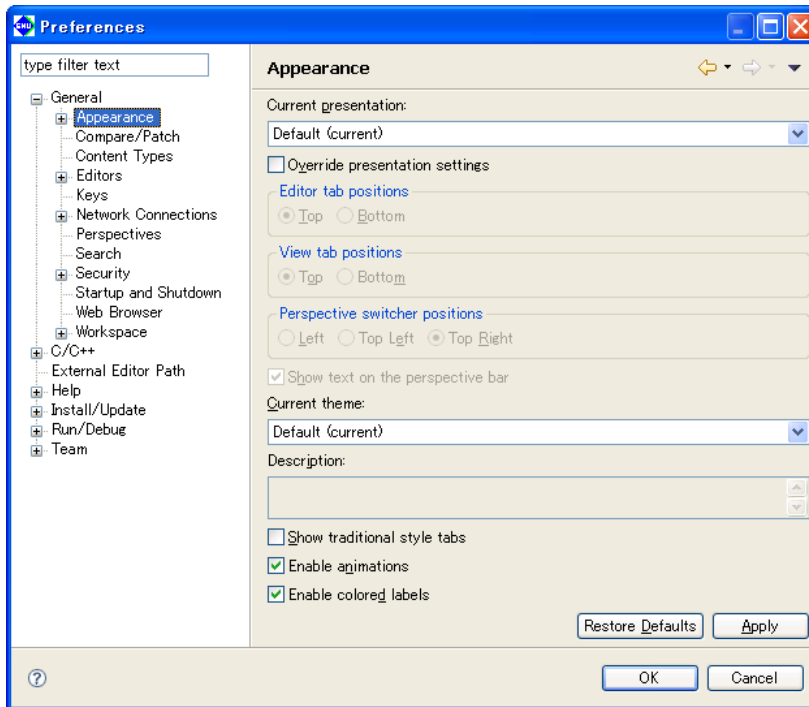 Preferences
type filter text
General
Appearance
Compare/Patch
Content Types
Editors
Keys
Network Connections
Perspectives
Search
Security
Startup and Shutdown
Web Browser
Workspace
C/C++
External Editor Path
Help
Install/Update
Run/Debug
Team
Appearance
Current presentation:
Default (current)
Override presentation settings
Editor tab positions
Top Bottom
View tab positions
Top Bottom
Perspective switcher positions
Left Top Left Top Right
Show text on the perspective bar
Current theme:
Default (current)
Description:
Show traditional style tabs
Enable animations
Enable colored labels
Restore Defaults Apply
OK Cancel